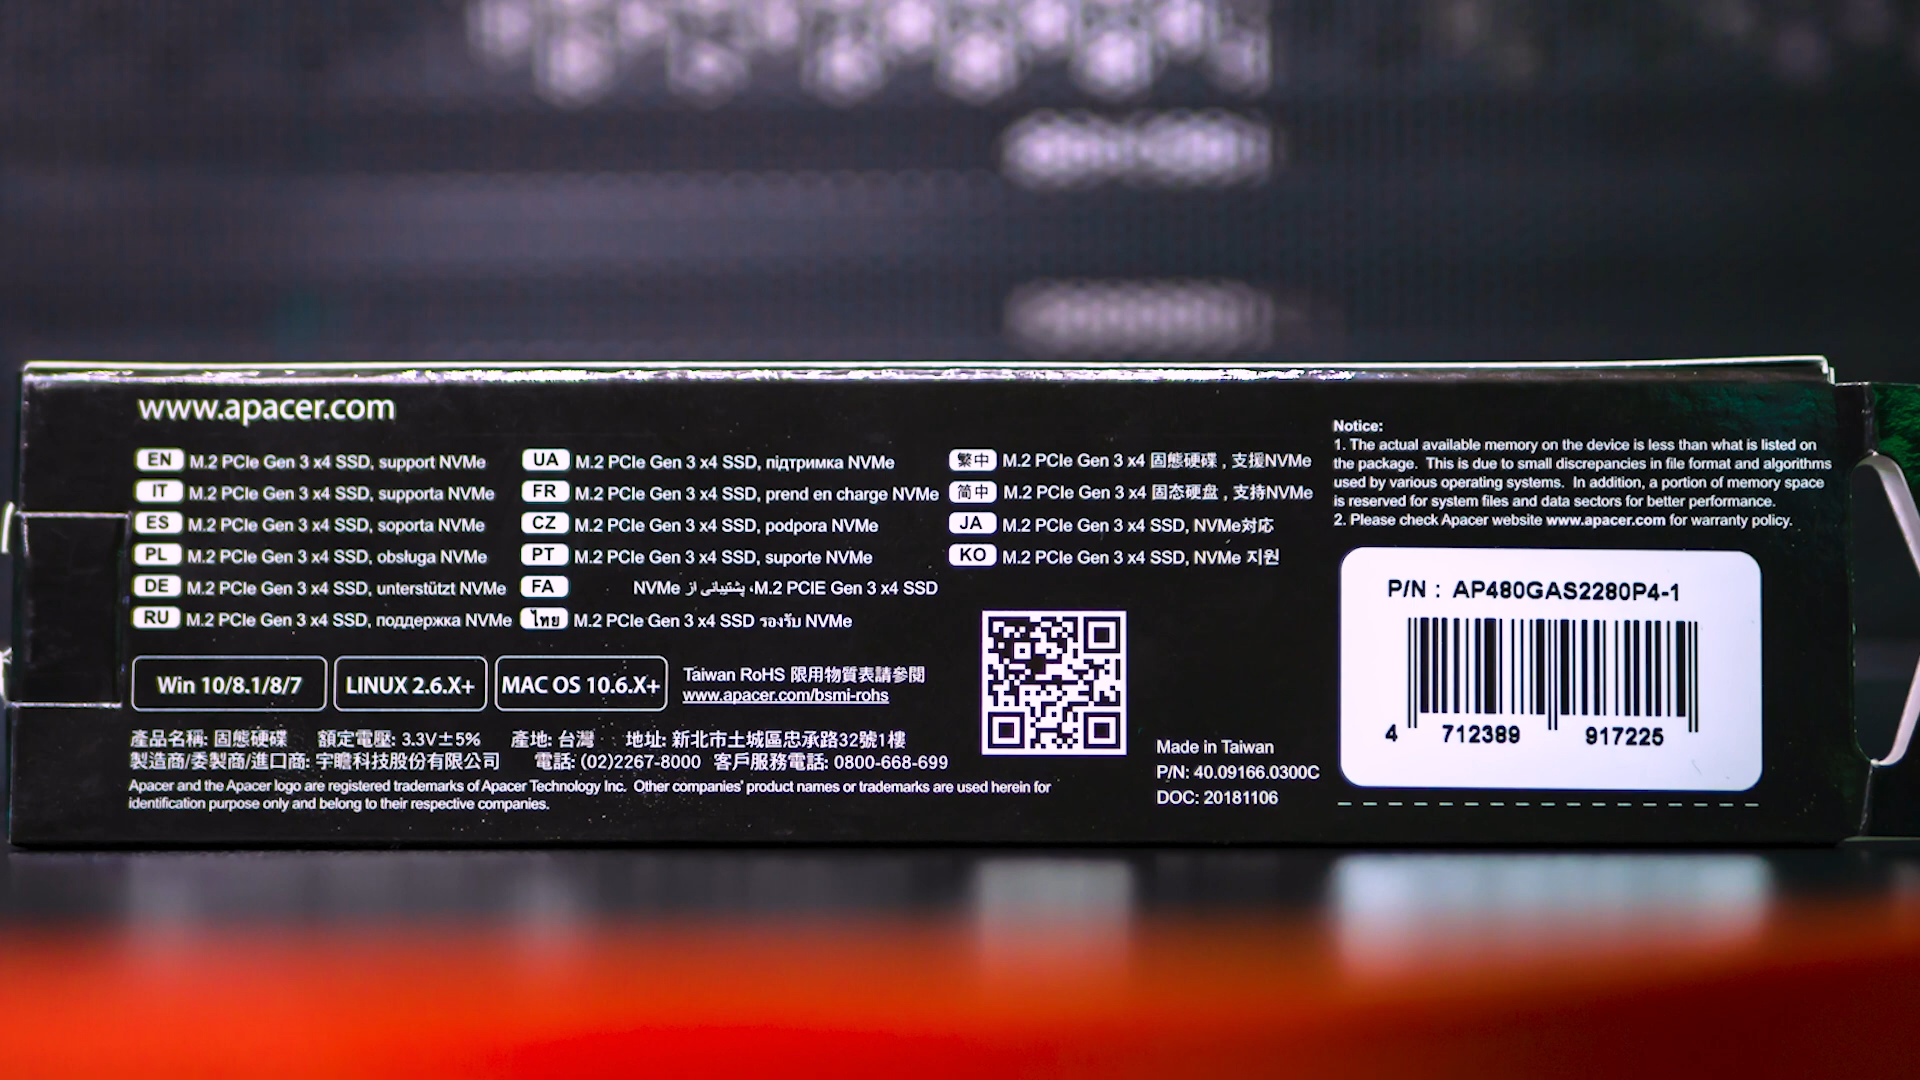 www.apacer.com
EN M.2 PCIe Gen 3 x4 SSD, support NVMe
IT M.2 PCIe Gen 3 x4 SSD, supporta NVMe
ES M.2 PCIe Gen 3 x4 SSD, soporta NVMe
PL M.2 PCIe Gen 3 x4 SSD, obsługa NVMe
DE M.2 PCIe Gen 3 x4 SSD, unterstützt NVMe
RU M.2 PCIe Gen 3 x4 SSD, поддержка NVMe
UA M.2 PCIe Gen 3 x4 SSD, підтримка NVMe
FR M.2 PCIe Gen 3 x4 SSD, prend en charge NVMe
CZ M.2 PCIe Gen 3 x4 SSD, podpora NVMe
PT M.2 PCIe Gen 3 x4 SSD, suporte NVMe
FA M.2 PCIE Gen 3 x4 SSD، پشتیبانی از NVMe
ไทย M.2 PCIe Gen 3 x4 SSD รองรับ NVMe
繁中 M.2 PCIe Gen 3 x4 固態硬碟 , 支援NVMe
简中 M.2 PCIe Gen 3 x4 固态硬盘 , 支持NVMe
JA M.2 PCIe Gen 3 x4 SSD, NVMe対応
KO M.2 PCIe Gen 3 x4 SSD, NVMe 지원
Win 10/8.1/8/7
LINUX 2.6.X+
MAC OS 10.6.X+
Taiwan RoHS 限用物質表請參閱
www.apacer.com/bsmi-rohs
產品名稱: 固態硬碟 額定電壓: 3.3V±5% 產地: 台灣 地址: 新北市土城區忠承路32號1樓
製造商/委製商/進口商: 宇瞻科技股份有限公司 電話: (02)2267-8000 客戶服務電話: 0800-668-699
Apacer and the Apacer logo are registered trademarks of Apacer Technology Inc. Other companies' product names or trademarks are used herein for
identification purpose only and belong to their respective companies.
Made in Taiwan
P/N: 40.09166.0300C
DOC: 20181106
Notice:
1. The actual available memory on the device is less than what is listed on
the package. This is due to small discrepancies in file format and algorithms
used by various operating systems. In addition, a portion of memory space
is reserved for system files and data sectors for better performance.
2. Please check Apacer website www.apacer.com for warranty policy.
P/N : AP480GAS2280P4-1
4 712389 917225